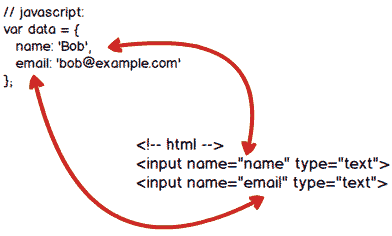 // javascript:
var data = {
name: 'Bob',
email: 'bob@example.com'
};
<!-- html -->
<input name="name" type="text">
<input name="email" type="text">